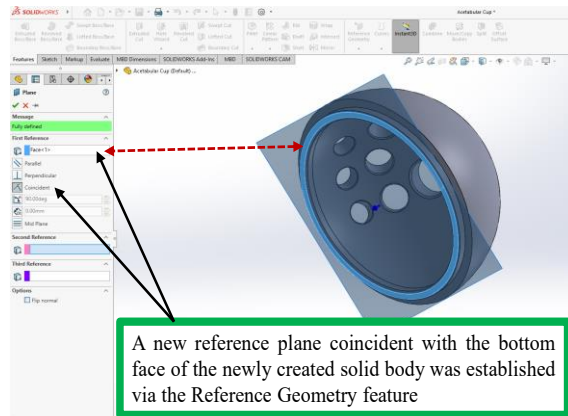 SOLIDWORKS
Acetabular Cup *
Features Sketch Markup Evaluate MBD Dimensions SOLIDWORKS Add-Ins MBD SOLIDWORKS CAM
Instant3D
Acetabular Cup (Default) ...
Plane
Message
Fully defined
First Reference
Face<1>
Parallel
Perpendicular
Coincident
90.00deg
0.00mm
Mid Plane
Second Reference
Third Reference
Options
Flip normal
A new reference plane coincident with the bottom
face of the newly created solid body was established
via the Reference Geometry feature